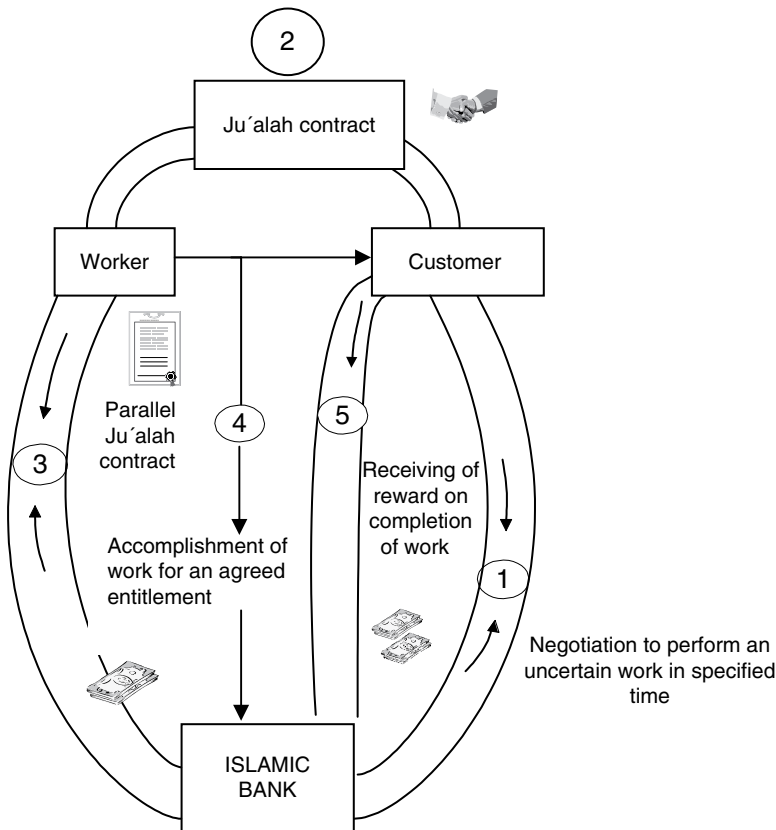 2
Ju´alah contract
Worker
Customer
Parallel
Ju´alah
contract
3
4
5
Receiving of
reward on
completion
of work
Accomplishment of
work for an agreed
entitlement
1
Negotiation to perform an
uncertain work in specified
time
ISLAMIC
BANK